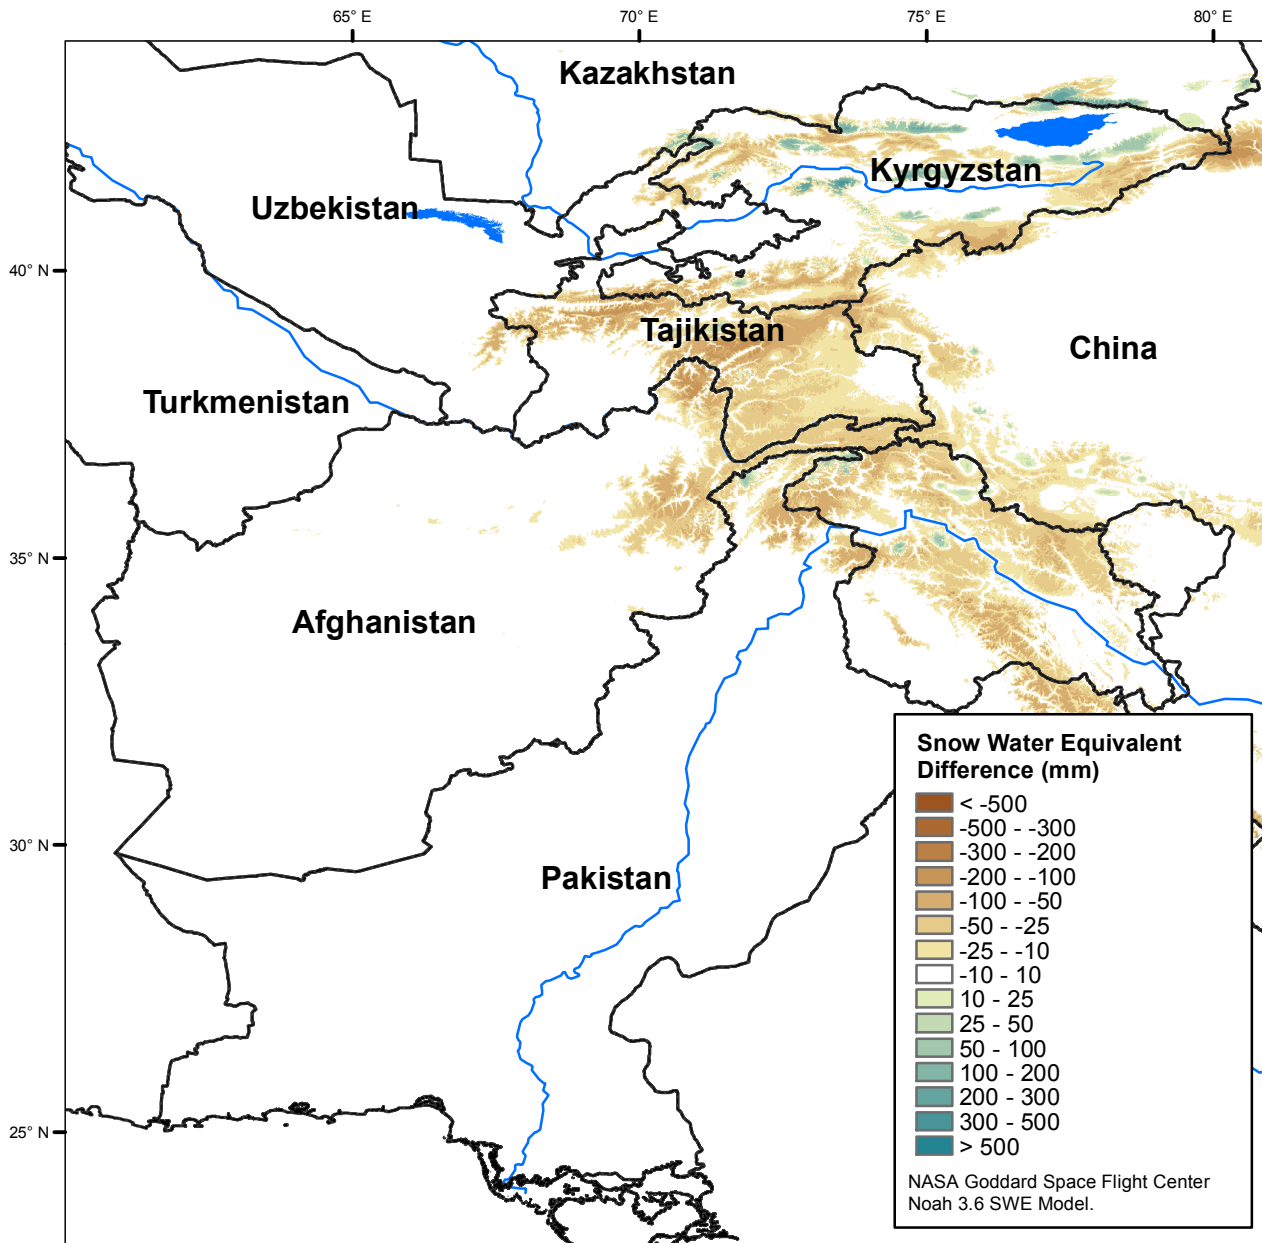 65° E
70° E
75° E
80° E
Kazakhstan
Kyrgyzstan
Uzbekistan
40° N
Tajikistan
China
Turkmenistan
35° N
Afghanistan
Snow Water Equivalent
Difference (mm)
< -500
-500 - -300
-300 - -200
-200 - -100
-100 - -50
-50 - -25
-25 - -10
-10 - 10
10 - 25
25 - 50
50 - 100
100 - 200
200 - 300
300 - 500
> 500
NASA Goddard Space Flight Center
Noah 3.6 SWE Model.
30° N
Pakistan
25° N